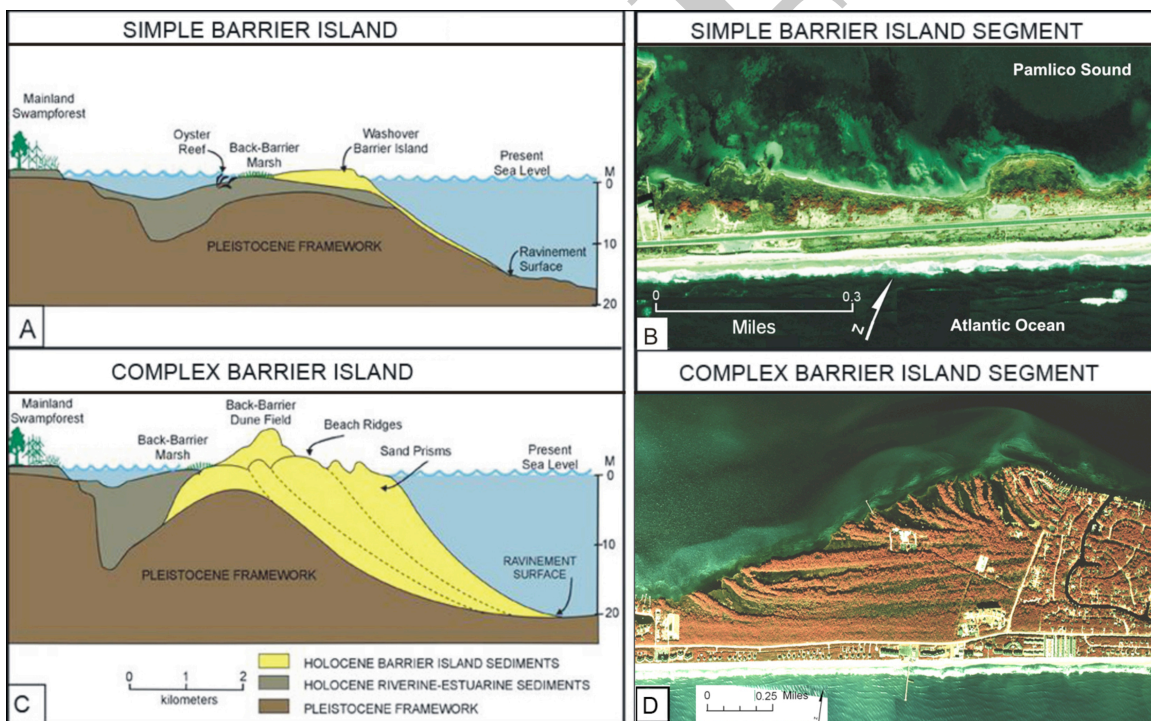 SIMPLE BARRIER ISLAND
Mainland
Swampforest
Oyster
Reef
Back-Barrier
Marsh
Washover
Barrier Island
Present
Sea Level
M
0
10
20
PLEISTOCENE FRAMEWORK
Ravinement
Surface
A
SIMPLE BARRIER ISLAND SEGMENT
Pamlico Sound
0
0.3
Miles
N
Atlantic Ocean
B
COMPLEX BARRIER ISLAND
Mainland
Swampforest
Back-Barrier
Marsh
Back-Barrier
Dune Field
Beach Ridges
Sand Prisms
Present
Sea Level
M
0
10
20
PLEISTOCENE FRAMEWORK
RAVINEMENT
SURFACE
0 1 2
kilometers
HOLOCENE BARRIER ISLAND SEDIMENTS
HOLOCENE RIVERINE-ESTUARINE SEDIMENTS
PLEISTOCENE FRAMEWORK
C
COMPLEX BARRIER ISLAND SEGMENT
0 0.25 Miles
D